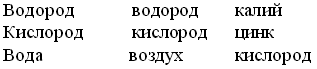 Водород водород калий
Кислород кислород цинк
Вода воздух кислород